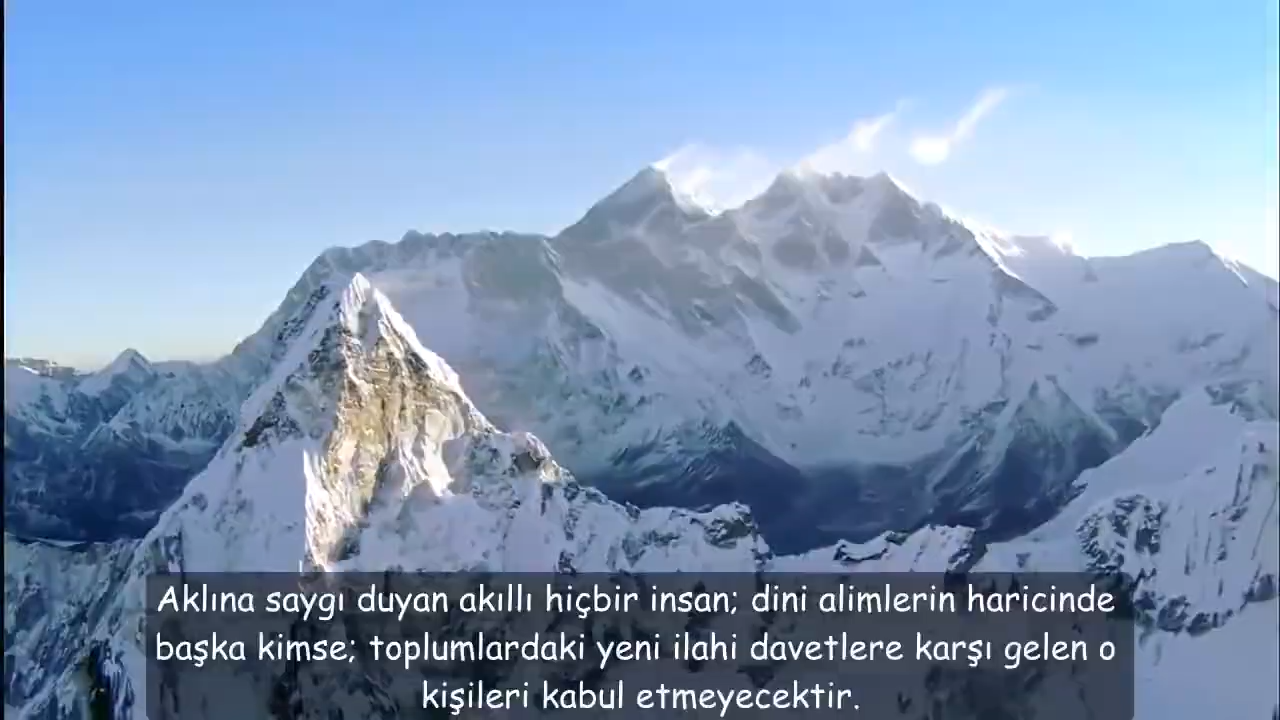 Aklına saygı duyan akıllı hiçbir insan; dini alimlerin haricinde
başka kimse; toplumlardaki yeni ilahi davetlere karşı gelen o
kişileri kabul etmeyecektir.